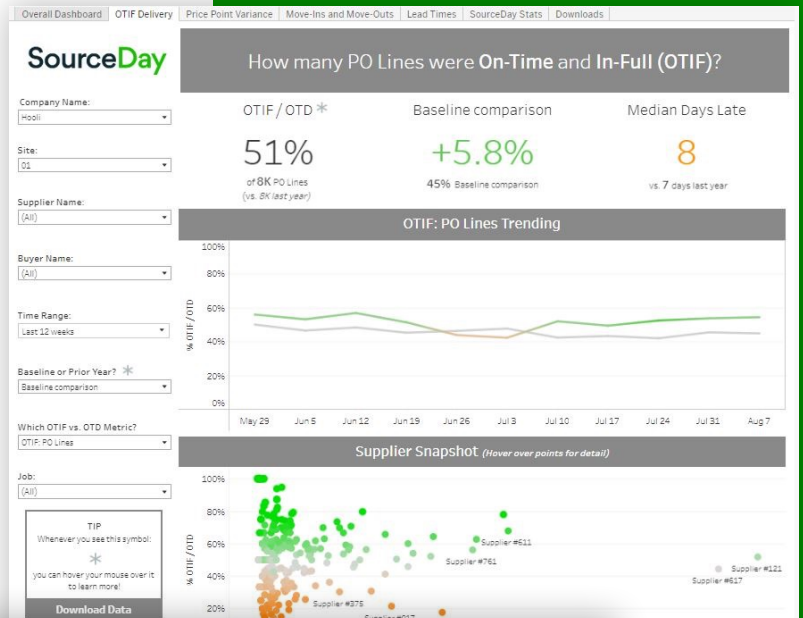 Overall Dashboard OTIF Delivery Price Point Variance Move-Ins and Move-Outs Lead Times SourceDay Stats Downloads
SourceDay
How many PO Lines were On-Time and In-Full (OTIF)?
Company Name:
Hooli
Site:
01
Supplier Name:
(All)
Buyer Name:
(All)
Time Range:
Last 12 weeks
Baseline or Prior Year? *
Baseline comparison
Which OTIF vs. OTD Metric?
OTIF: PO Lines
Job:
(All)
TIP
Whenever you see this symbol:
*
you can hover your mouse over it
to learn more!
Download Data
OTIF / OTD *
51%
of 8K PO Lines
(vs. 8K last year)
Baseline comparison
+5.8%
45% Baseline comparison
Median Days Late
8
vs. 7 days last year
OTIF: PO Lines Trending
% OTIF / OTD
100%
80%
60%
40%
20%
0%
May 29 Jun 5 Jun 12 Jun 19 Jun 26 Jul 3 Jul 10 Jul 17 Jul 24 Jul 31 Aug 7
Supplier Snapshot (Hover over points for detail)
% OTIF / OTD
100%
80%
60%
40%
20%
Supplier #611
Supplier #761
Supplier #121
Supplier #617
Supplier #375